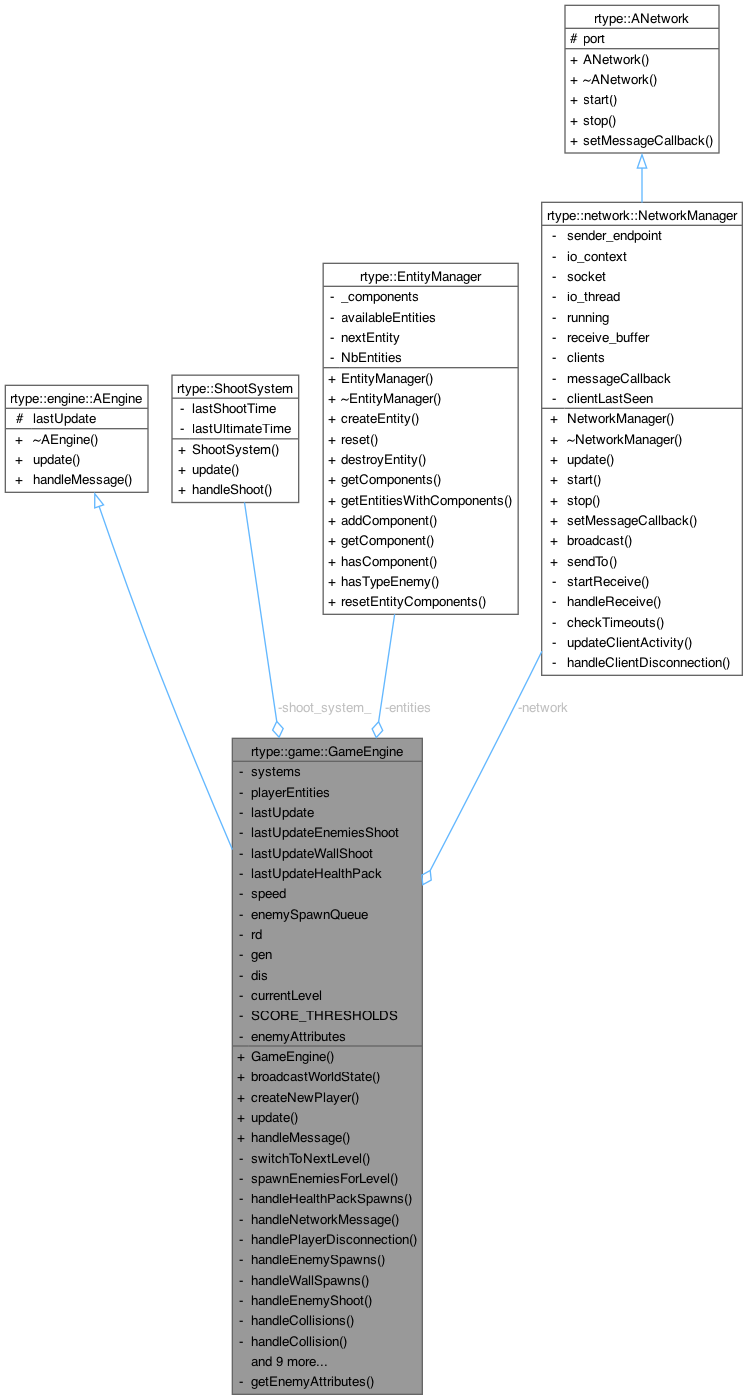 rtype::ANetwork
# port
+ ANetwork()
+ ~ANetwork()
+ start()
+ stop()
+ setMessageCallback()
rtype::network::NetworkManager
- sender_endpoint
- io_context
- socket
- io_thread
- running
- receive_buffer
- clients
- messageCallback
- clientLastSeen
+ NetworkManager()
+ ~NetworkManager()
+ update()
+ start()
+ stop()
+ setMessageCallback()
+ broadcast()
+ sendTo()
- startReceive()
- handleReceive()
- checkTimeouts()
- updateClientActivity()
- handleClientDisconnection()
rtype::EntityManager
- _components
- availableEntities
- nextEntity
- NbEntities
+ EntityManager()
+ ~EntityManager()
+ createEntity()
+ reset()
+ destroyEntity()
+ getComponents()
+ getEntitiesWithComponents()
+ addComponent()
+ getComponent()
+ hasComponent()
+ hasTypeEnemy()
+ resetEntityComponents()
rtype::ShootSystem
- lastShootTime
- lastUltimateTime
+ ShootSystem()
+ update()
+ handleShoot()
rtype::engine::AEngine
# lastUpdate
+ ~AEngine()
+ update()
+ handleMessage()
-shoot_system_
-entities
-network
rtype::game::GameEngine
- systems
- playerEntities
- lastUpdate
- lastUpdateEnemiesShoot
- lastUpdateWallShoot
- lastUpdateHealthPack
- speed
- enemySpawnQueue
- rd
- gen
- dis
- currentLevel
- SCORE_THRESHOLDS
- enemyAttributes
+ GameEngine()
+ broadcastWorldState()
+ createNewPlayer()
+ update()
+ handleMessage()
- switchToNextLevel()
- spawnEnemiesForLevel()
- handleHealthPackSpawns()
- handleNetworkMessage()
- handlePlayerDisconnection()
- handleEnemySpawns()
- handleWallSpawns()
- handleEnemyShoot()
- handleCollisions()
- handleCollision()
and 9 more...
- getEnemyAttributes()